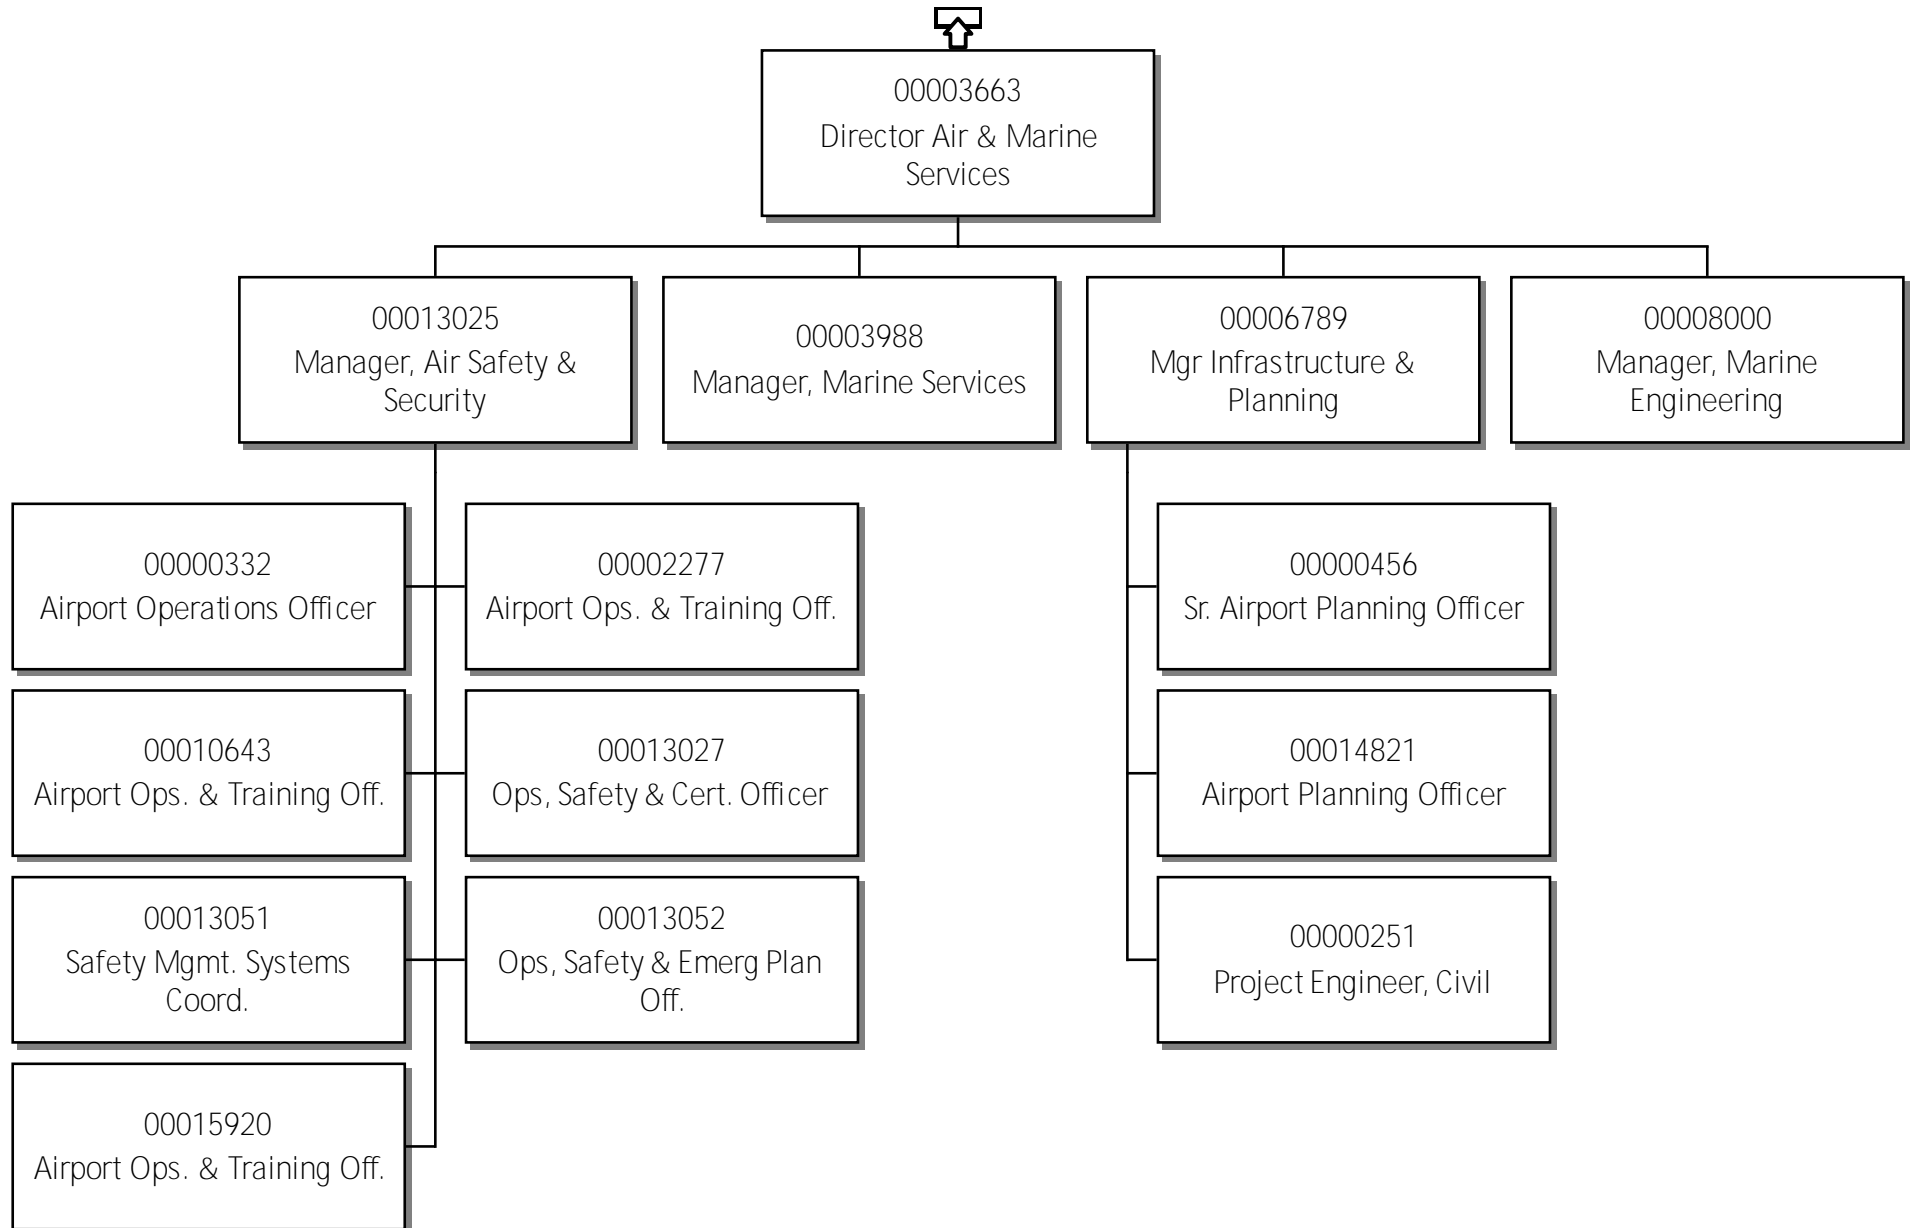 00003663
Director Air & Marine
Services
00013025
Manager, Air Safety &
Security
00003988
Manager, Marine Services
00006789
Mgr Infrastructure &
Planning
00008000
Manager, Marine
Engineering
00000332
Airport Operations Officer
00002277
Airport Ops. & Training Off.
00000456
Sr. Airport Planning Officer
00010643
Airport Ops. & Training Off.
00013027
Ops, Safety & Cert. Officer
00014821
Airport Planning Officer
00013051
Safety Mgmt. Systems
Coord.
00013052
Ops, Safety & Emerg Plan
Off.
00000251
Project Engineer, Civil
00015920
Airport Ops. & Training Off.